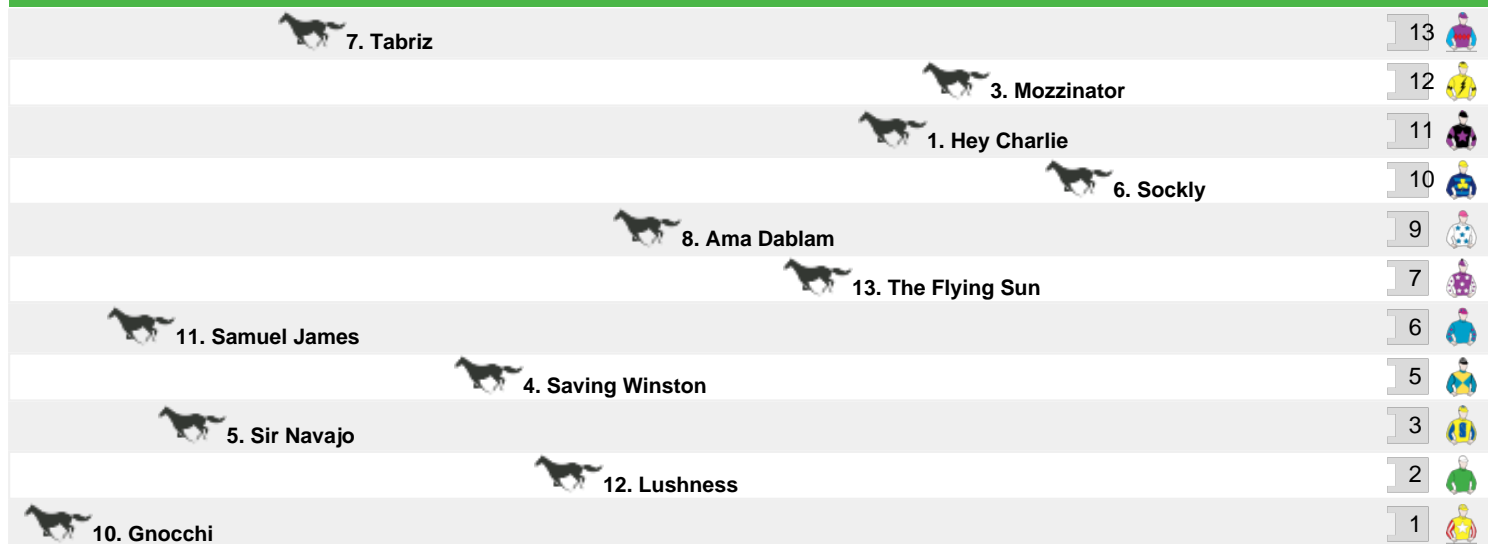 7. Tabriz 13
3. Mozzinator 12
1. Hey Charlie 11
6. Sockly 10
8. Ama Dablam 9
13. The Flying Sun 7
11. Samuel James 6
4. Saving Winston 5
5. Sir Navajo 3
12. Lushness 2
10. Gnocchi 1